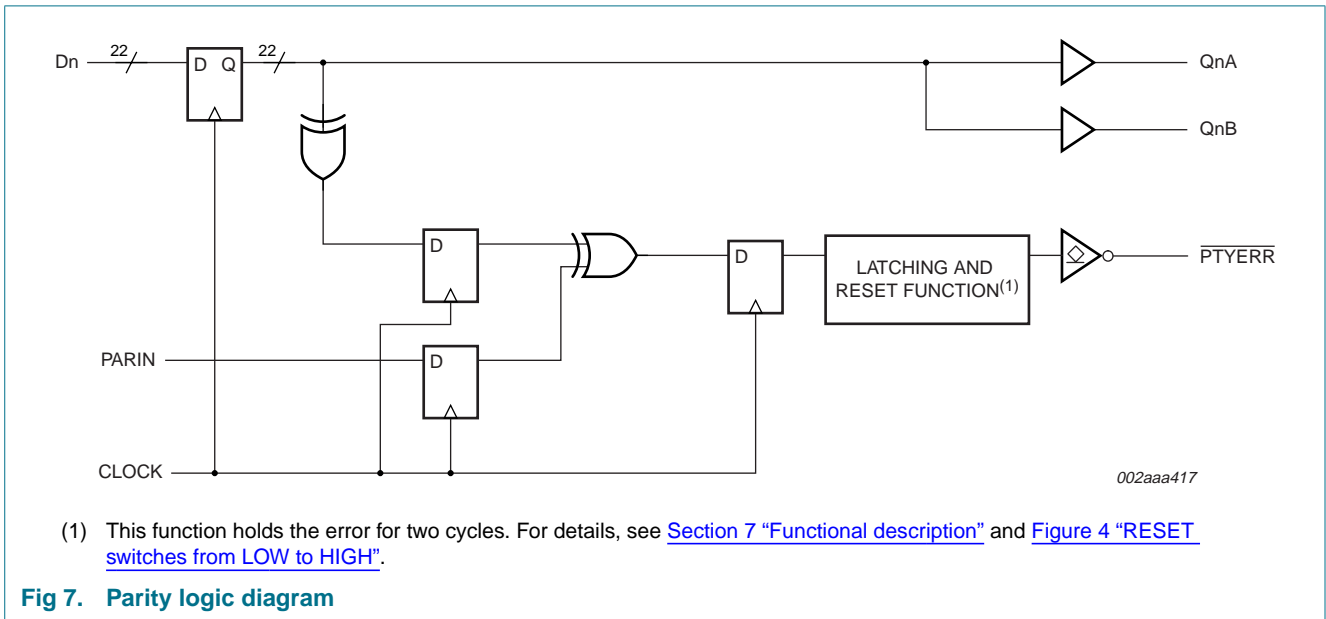 22 22
Dn D Q QnA
QnB
D
D
LATCHING AND
RESET FUNCTION(1)
PTYERR
PARIN D
CLOCK
002aaa417
(1) This function holds the error for two cycles. For details, see Section 7 “Functional description” and Figure 4 “RESET
switches from LOW to HIGH”.
Fig 7. Parity logic diagram